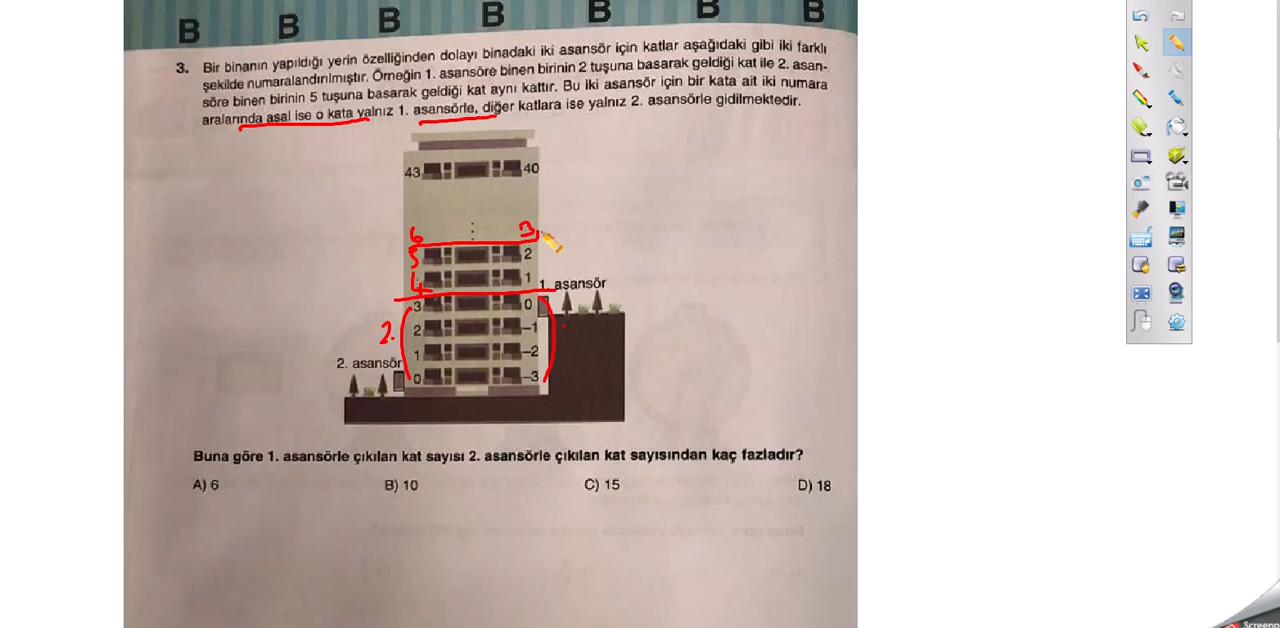 B B B B B B B
3. Bir binanın yapıldığı yerin özelliğinden dolayı binadaki iki asansör için katlar aşağıdaki gibi iki farklı
şekilde numaralandırılmıştır. Örneğin 1. asansöre binen birinin 2 tuşuna basarak geldiği kat ile 2. asan-
söre binen birinin 5 tuşuna basarak geldiği kat aynı kattır. Bu iki asansör için bir kata ait iki numara
aralarında asal ise o kata yalnız 1. asansörle, diğer katlara ise yalnız 2. asansörle gidilmektedir.
43 40
6 3
5 2
4 1 1. asansör
3 0
2. 2 –1
1 –2
2. asansör
0 –3
Buna göre 1. asansörle çıkılan kat sayısı 2. asansörle çıkılan kat sayısından kaç fazladır?
A) 6 B) 10 C) 15 D) 18